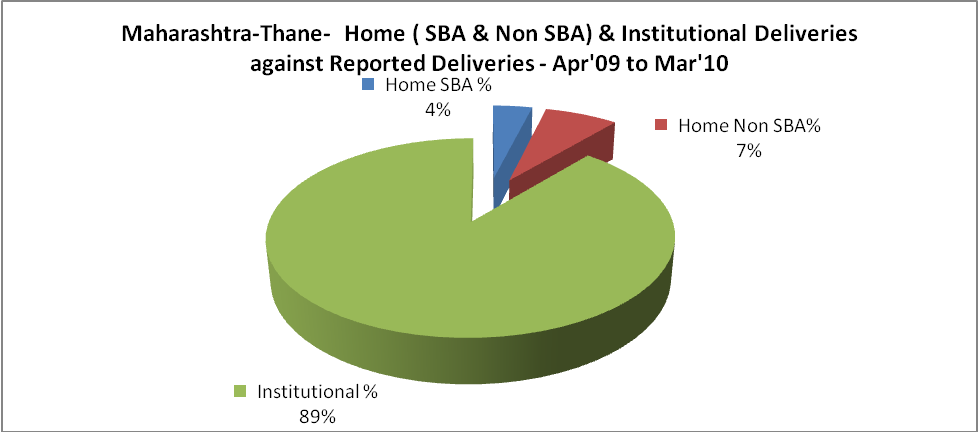 Maharashtra-Thane- Home ( SBA & Non SBA) & Institutional Deliveries
against Reported Deliveries - Apr'09 to Mar'10
Home SBA %
4%
Home Non SBA%
7%
Institutional %
89%